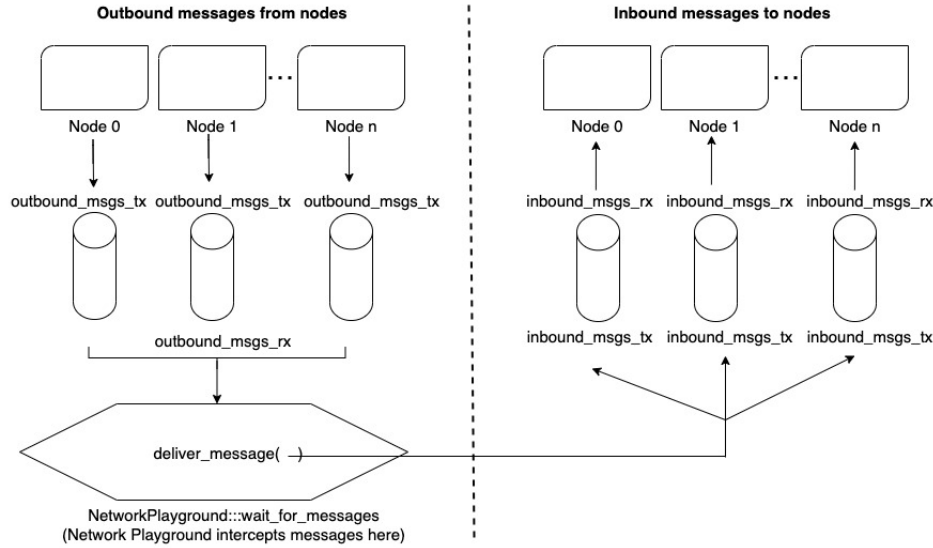 Outbound messages from nodes
Node 0
Node 1
...
Node n
outbound_msgs_tx
outbound_msgs_tx
outbound_msgs_tx
outbound_msgs_rx
deliver_message( )
NetworkPlayground:::wait_for_messages
(Network Playground intercepts messages here)
Inbound messages to nodes
Node 0
Node 1
...
Node n
inbound_msgs_rx
inbound_msgs_rx
inbound_msgs_rx
inbound_msgs_tx
inbound_msgs_tx
inbound_msgs_tx